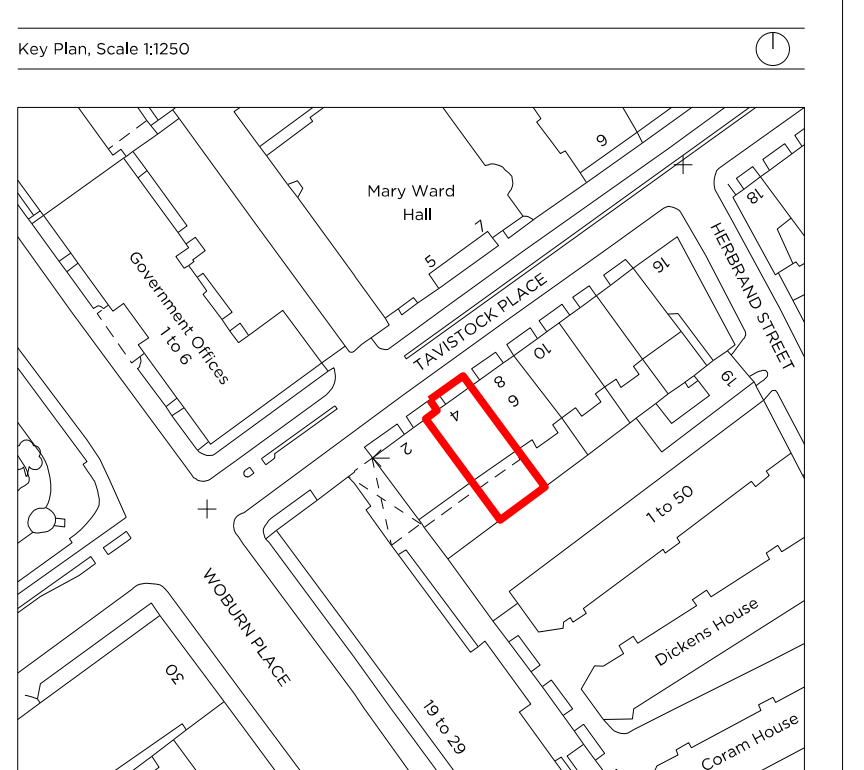 Key Plan, Scale 1:1250
Mary Ward
Hall
9
18
5
7
Government Offices
1 to 6
TAVISTOCK PLACE
HERBRAND STREET
16
10
8
6
4
2
19
1 to 50
WOBURN PLACE
Dickens House
30
19 to 29
Coram House